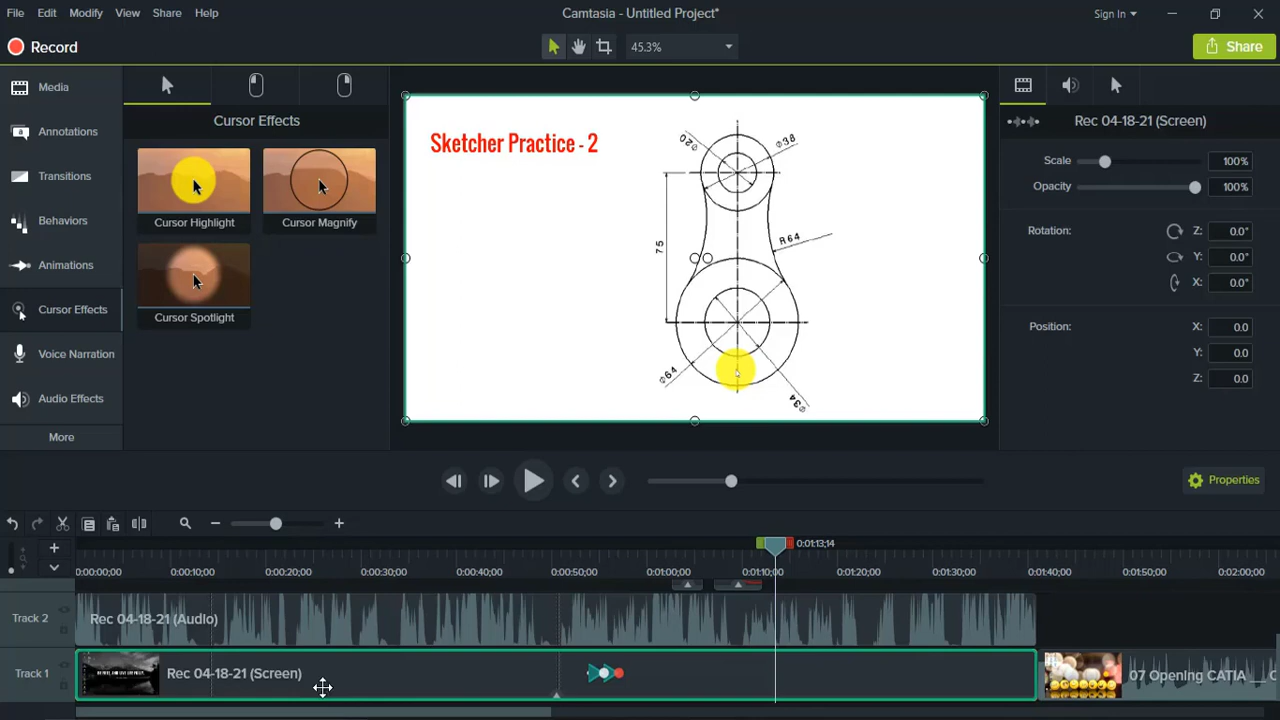 File Edit Modify View Share Help
Camtasia - Untitled Project*
Sign In
Record
45.3%
Share
Media
Annotations
Transitions
Behaviors
Animations
Cursor Effects
Voice Narration
Audio Effects
More
Cursor Effects
Cursor Highlight
Cursor Magnify
Cursor Spotlight
Sketcher Practice - 2
Φ20
Φ38
75
R64
Φ64
Φ34
Rec 04-18-21 (Screen)
Scale 100%
Opacity 100%
Rotation: Z: 0.0°
Y: 0.0°
X: 0.0°
Position: X: 0.0
Y: 0.0
Z: 0.0
Properties
0:01:13;14
0:00:00;00 0:00:10;00 0:00:20;00 0:00:30;00 0:00:40;00 0:00:50;00 0:01:00;00 0:01:10;00 0:01:20;00 0:01:30;00 0:01:40;00 0:01:50;00 0:02:00;00
Track 2
Rec 04-18-21 (Audio)
Track 1
Rec 04-18-21 (Screen)
07 Opening CATIA __ C